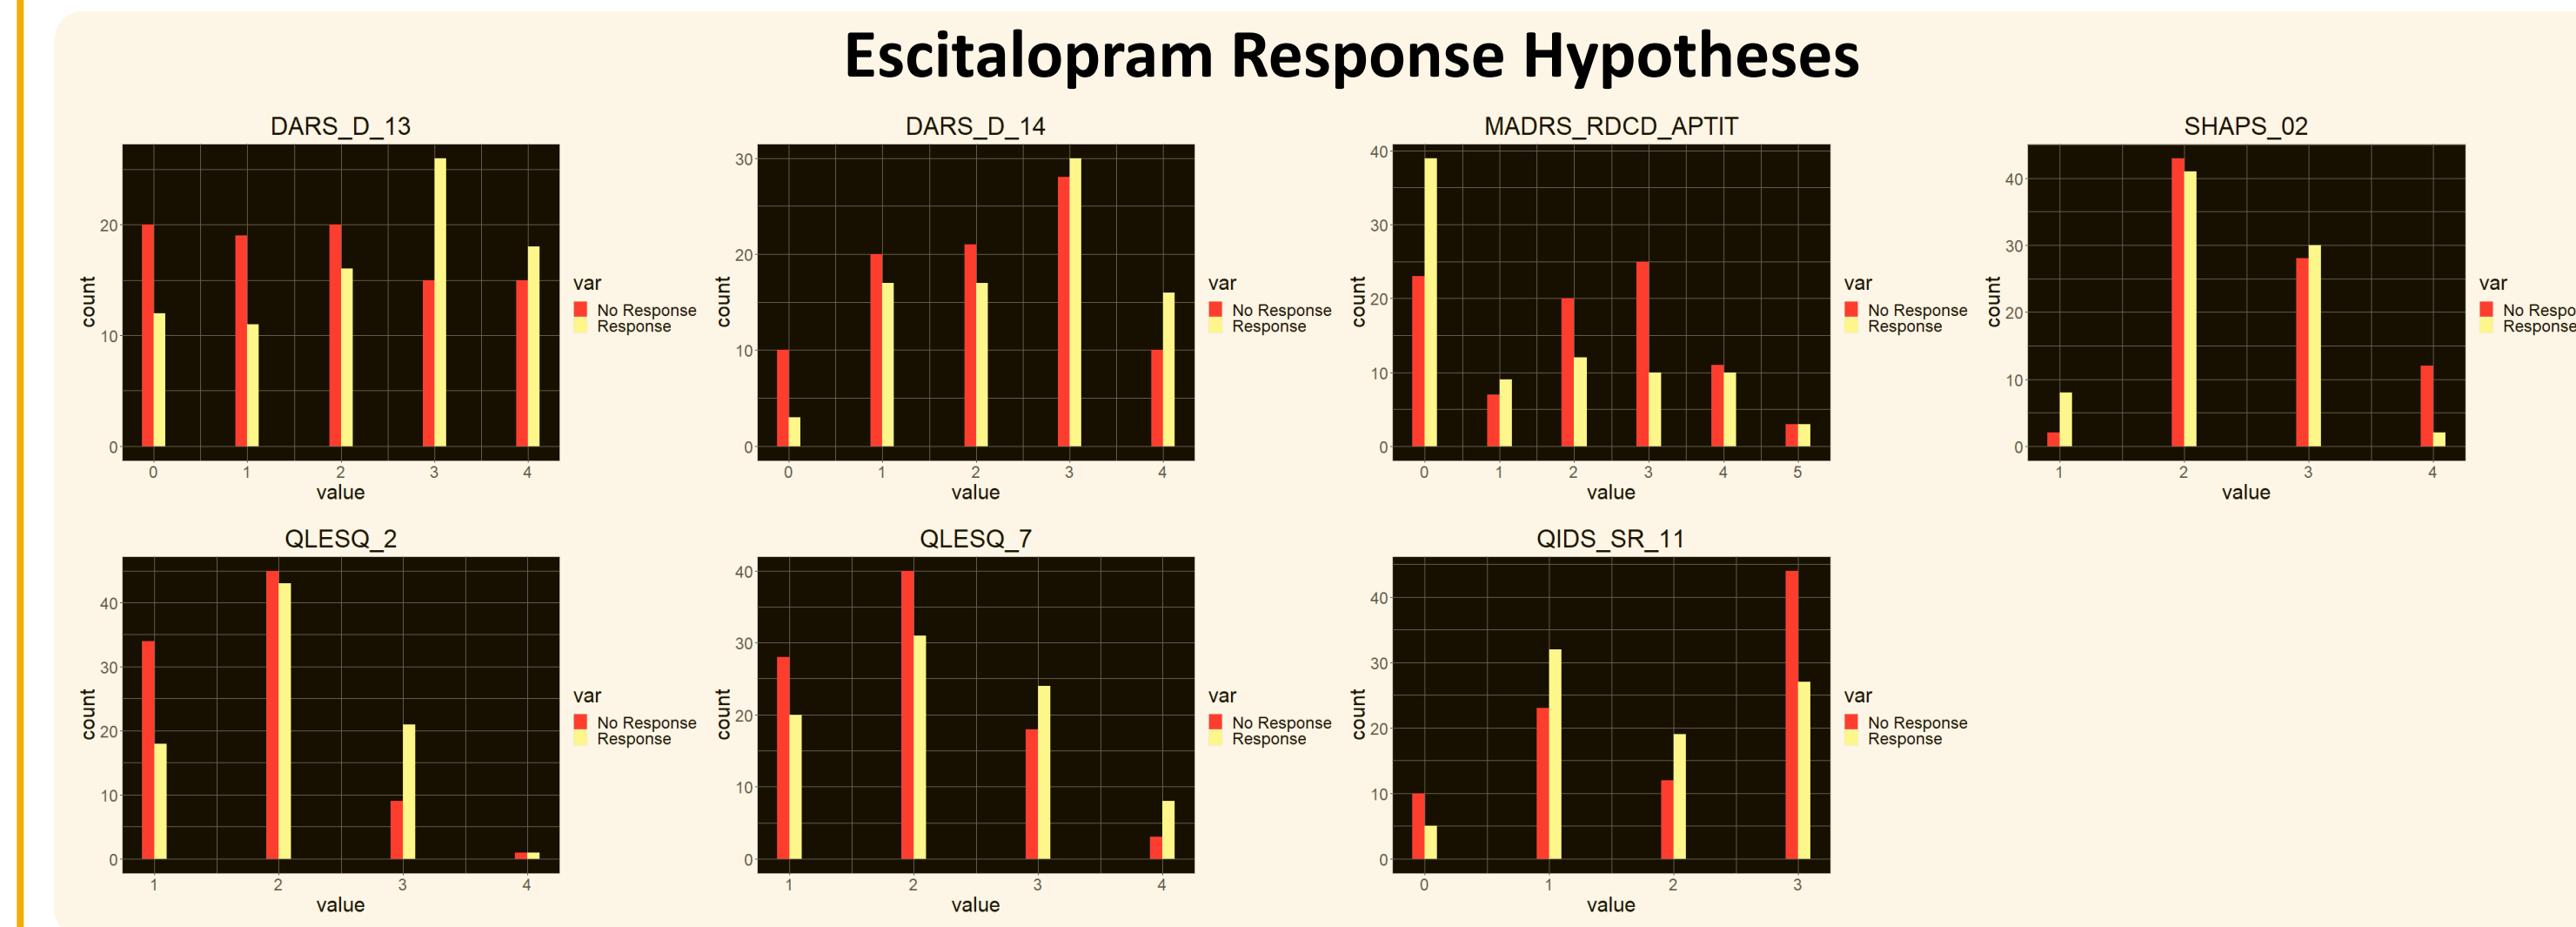 Escitalopram Response Hypotheses
DARS_D_13
20
10
0
0 1 2 3 4
count
value
var
No Response
Response
DARS_D_14
30
20
10
0
0 1 2 3 4
count
value
var
No Response
Response
MADRS_RDCD_APTIT
40
30
20
10
0
0 1 2 3 4 5
count
value
var
No Response
Response
SHAPS_02
40
30
20
10
0
1 2 3 4
count
value
var
No Respo
Response
QLESQ_2
40
30
20
10
0
1 2 3 4
count
value
var
No Response
Response
QLESQ_7
40
30
20
10
0
1 2 3 4
count
value
var
No Response
Response
QIDS_SR_11
40
30
20
10
0
0 1 2 3
count
value
var
No Response
Response